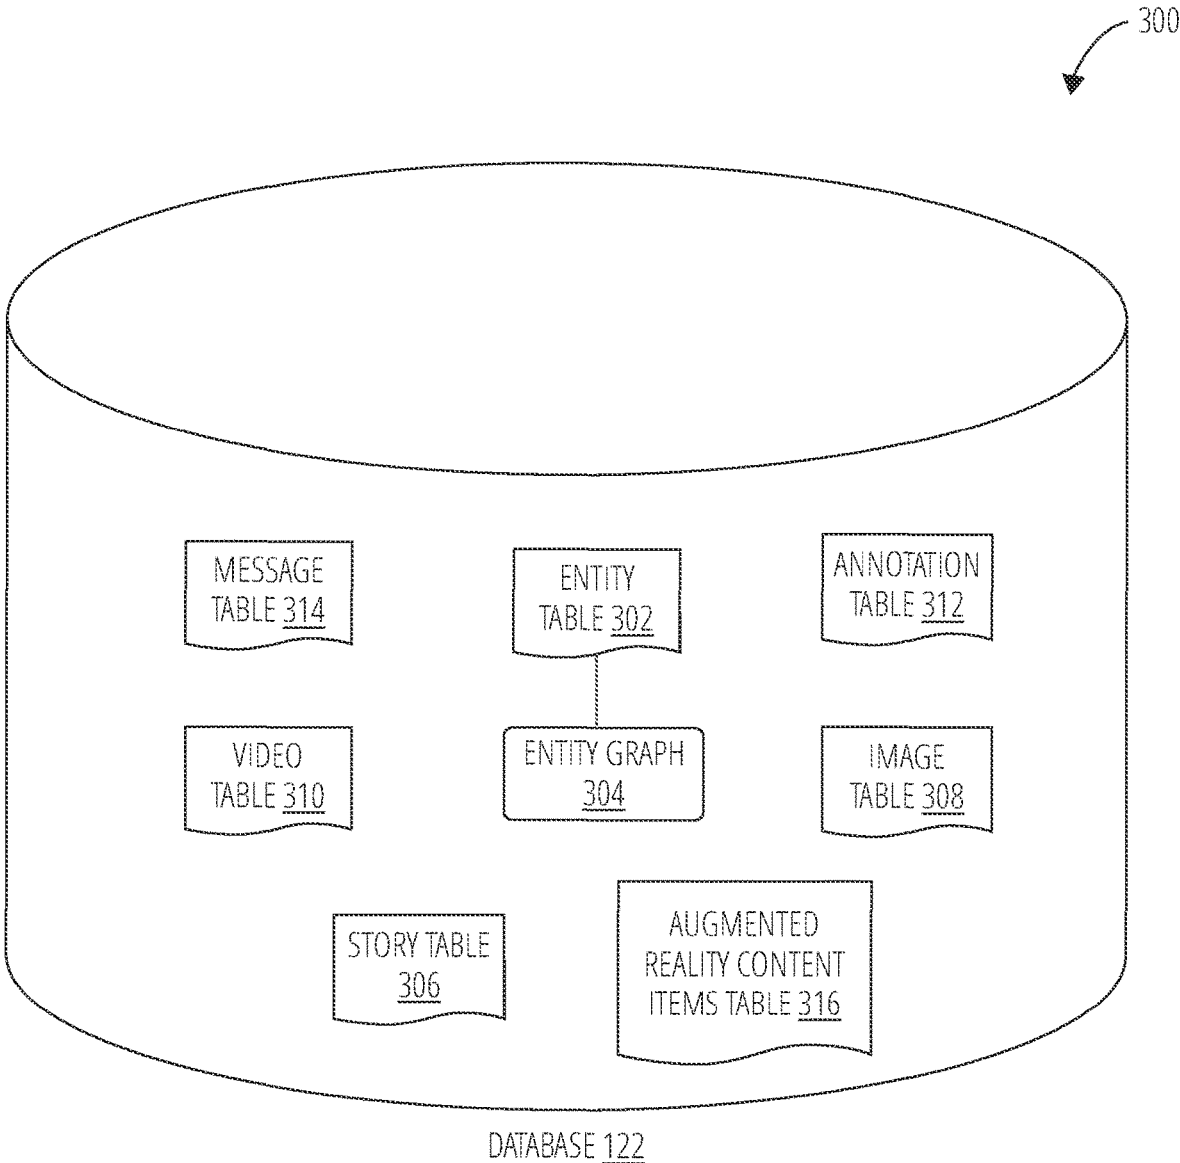 300
MESSAGE
TABLE 314
ENTITY
TABLE 302
ANNOTATION
TABLE 312
VIDEO
TABLE 310
ENTITY GRAPH
304
IMAGE
TABLE 308
STORY TABLE
306
AUGMENTED
REALITY CONTENT
ITEMS TABLE 316
DATABASE 122